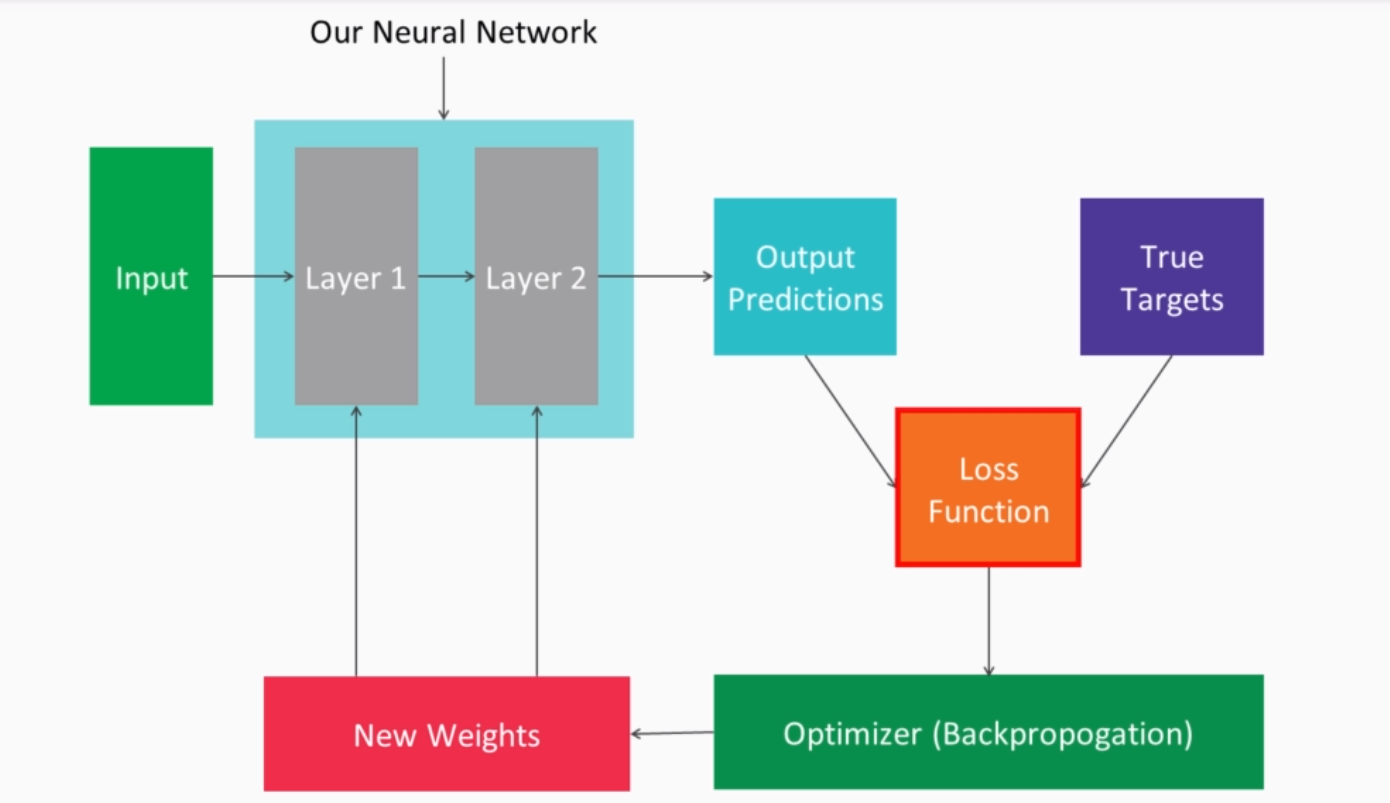 Our Neural Network
Input
Layer 1
Layer 2
Output
Predictions
True
Targets
Loss
Function
New Weights
Optimizer (Backpropogation)